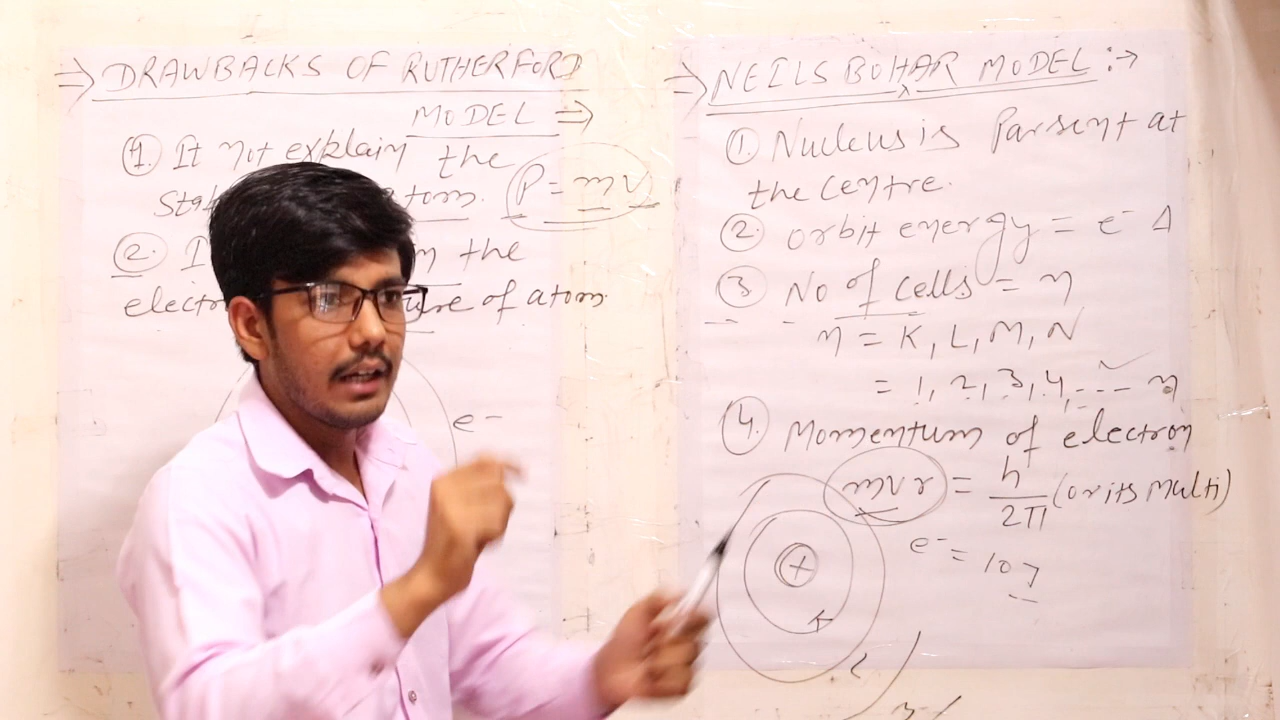 ⇒ DRAWBACKS OF RUTHERFORD
MODEL ⇒
1. It not explain the
atom. P = mv
2. I the
of atom.
e⁻
⇒ NEILS BOHAR MODEL :→
1 Nucleus is Parsent at
the centre.
2. orbit energy = e⁻ Δ
3 No of cells = η
η = K, L, M, N
= 1, 2, 3, 4, --- η
4. Momentum of electron
mvr = h/2π (or its multi)
e⁻ = 10 J
+
K
L